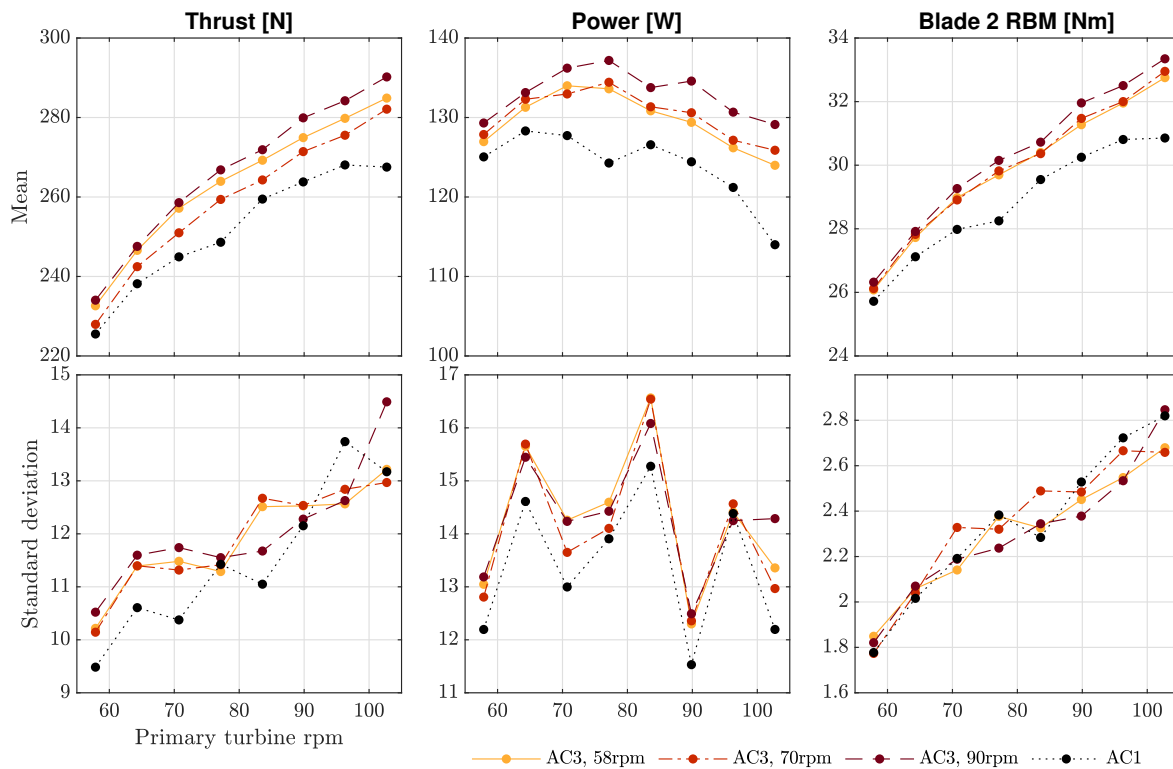 Thrust [N] Power [W] Blade 2 RBM [Nm]
300 140 34
280 130 32
Mean
260 120 30
28
240 110 26
220 100 24
15 17
14 16 2.8
13 15 2.6
Standard deviation
12 14 2.4
2.2
11 13 2
10 12 1.8
9 11 1.6
60 70 80 90 100 60 70 80 90 100 60 70 80 90 100
Primary turbine rpm
AC3, 58rpm AC3, 70rpm AC3, 90rpm AC1